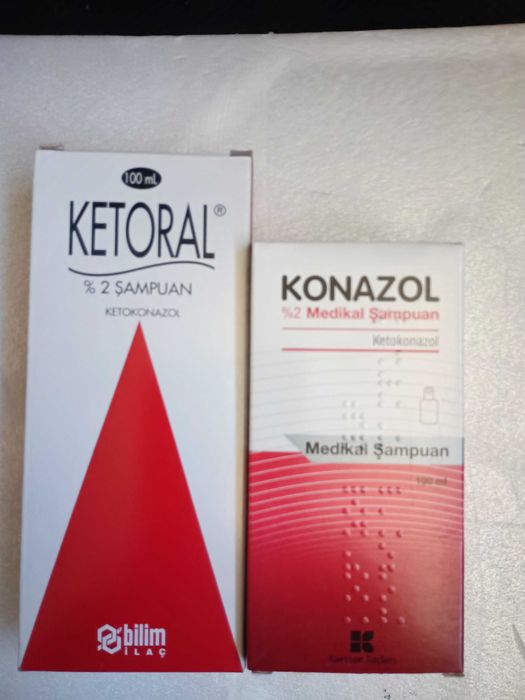 100 mL
KETORAL®
% 2 ŞAMPUAN
KETOKONAZOL
bilim
İLAÇ
KONAZOL
%2 Medikal Şampuan
Ketokonazol
Medikal Şampuan
100 ml